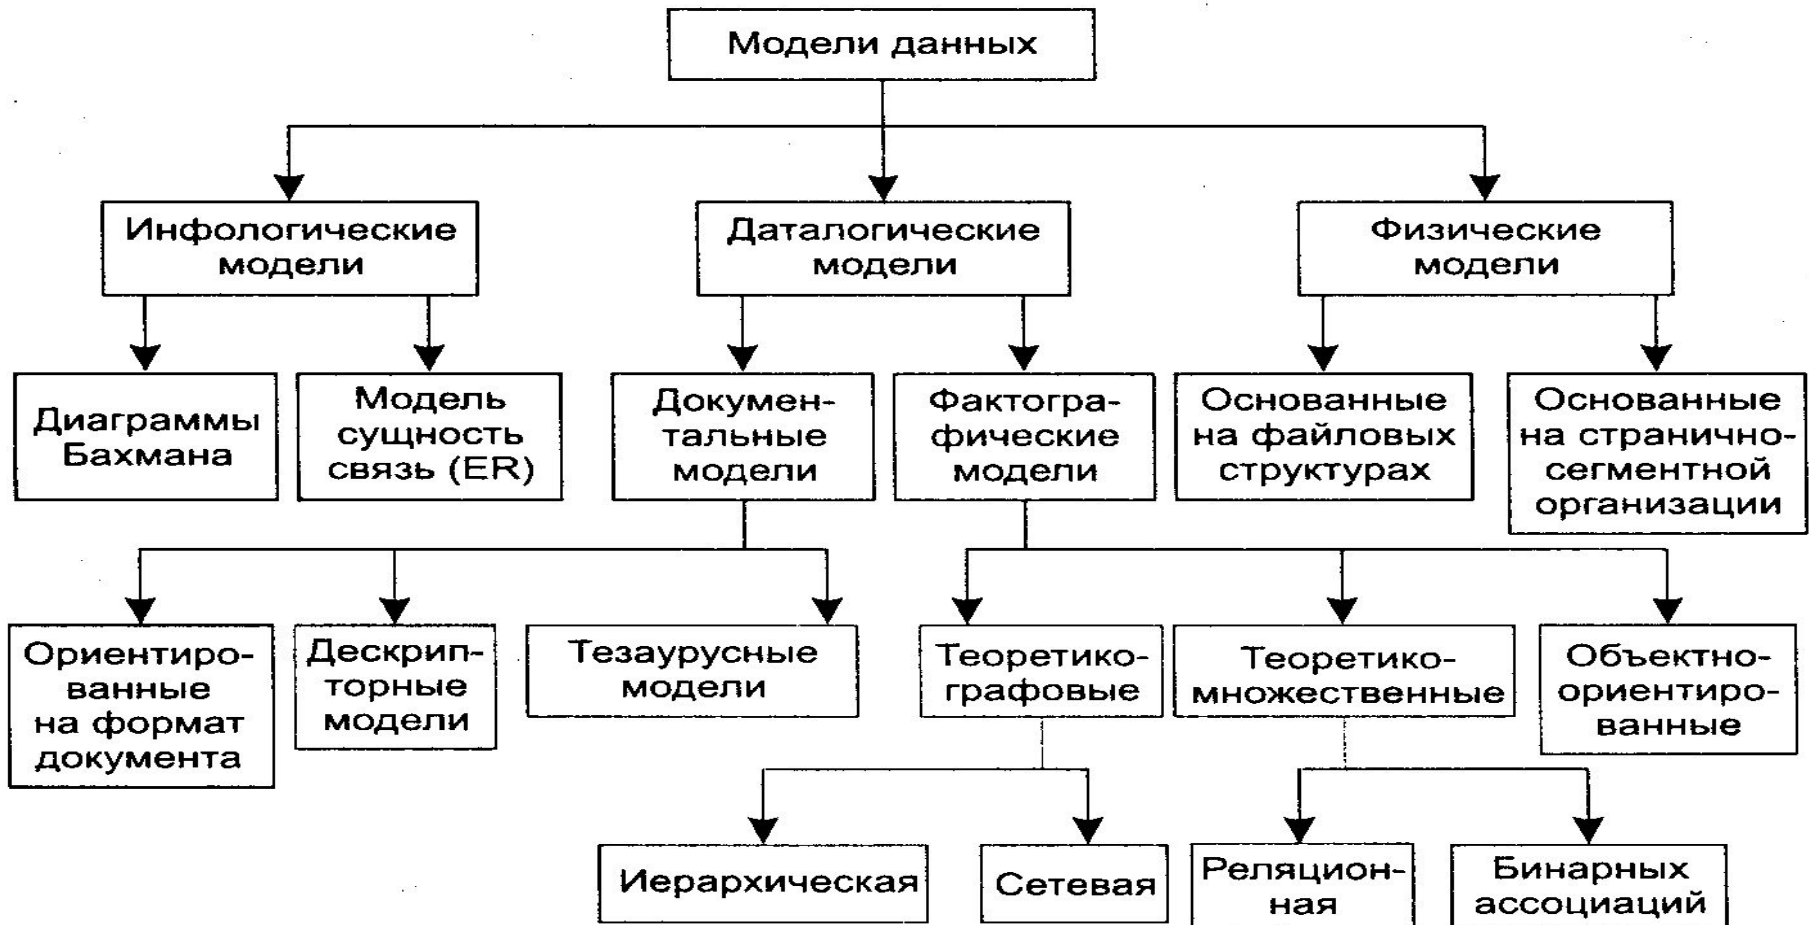 Модели данных
Инфологические
модели
Даталогические
модели
Физические
модели
Диаграммы
Бахмана
Модель
сущность
связь (ER)
Докумен-
тальные
модели
Фактогра-
фические
модели
Основанные
на файловых
структурах
Основанные
на странично-
сегментной
организации
Ориентиро-
ванные
на формат
документа
Дескрип-
торные
модели
Тезаурусные
модели
Теоретико-
графовые
Теоретико-
множественные
Объектно-
ориентиро-
ванные
Иерархическая
Сетевая
Реляцион-
ная
Бинарных
ассоциаций